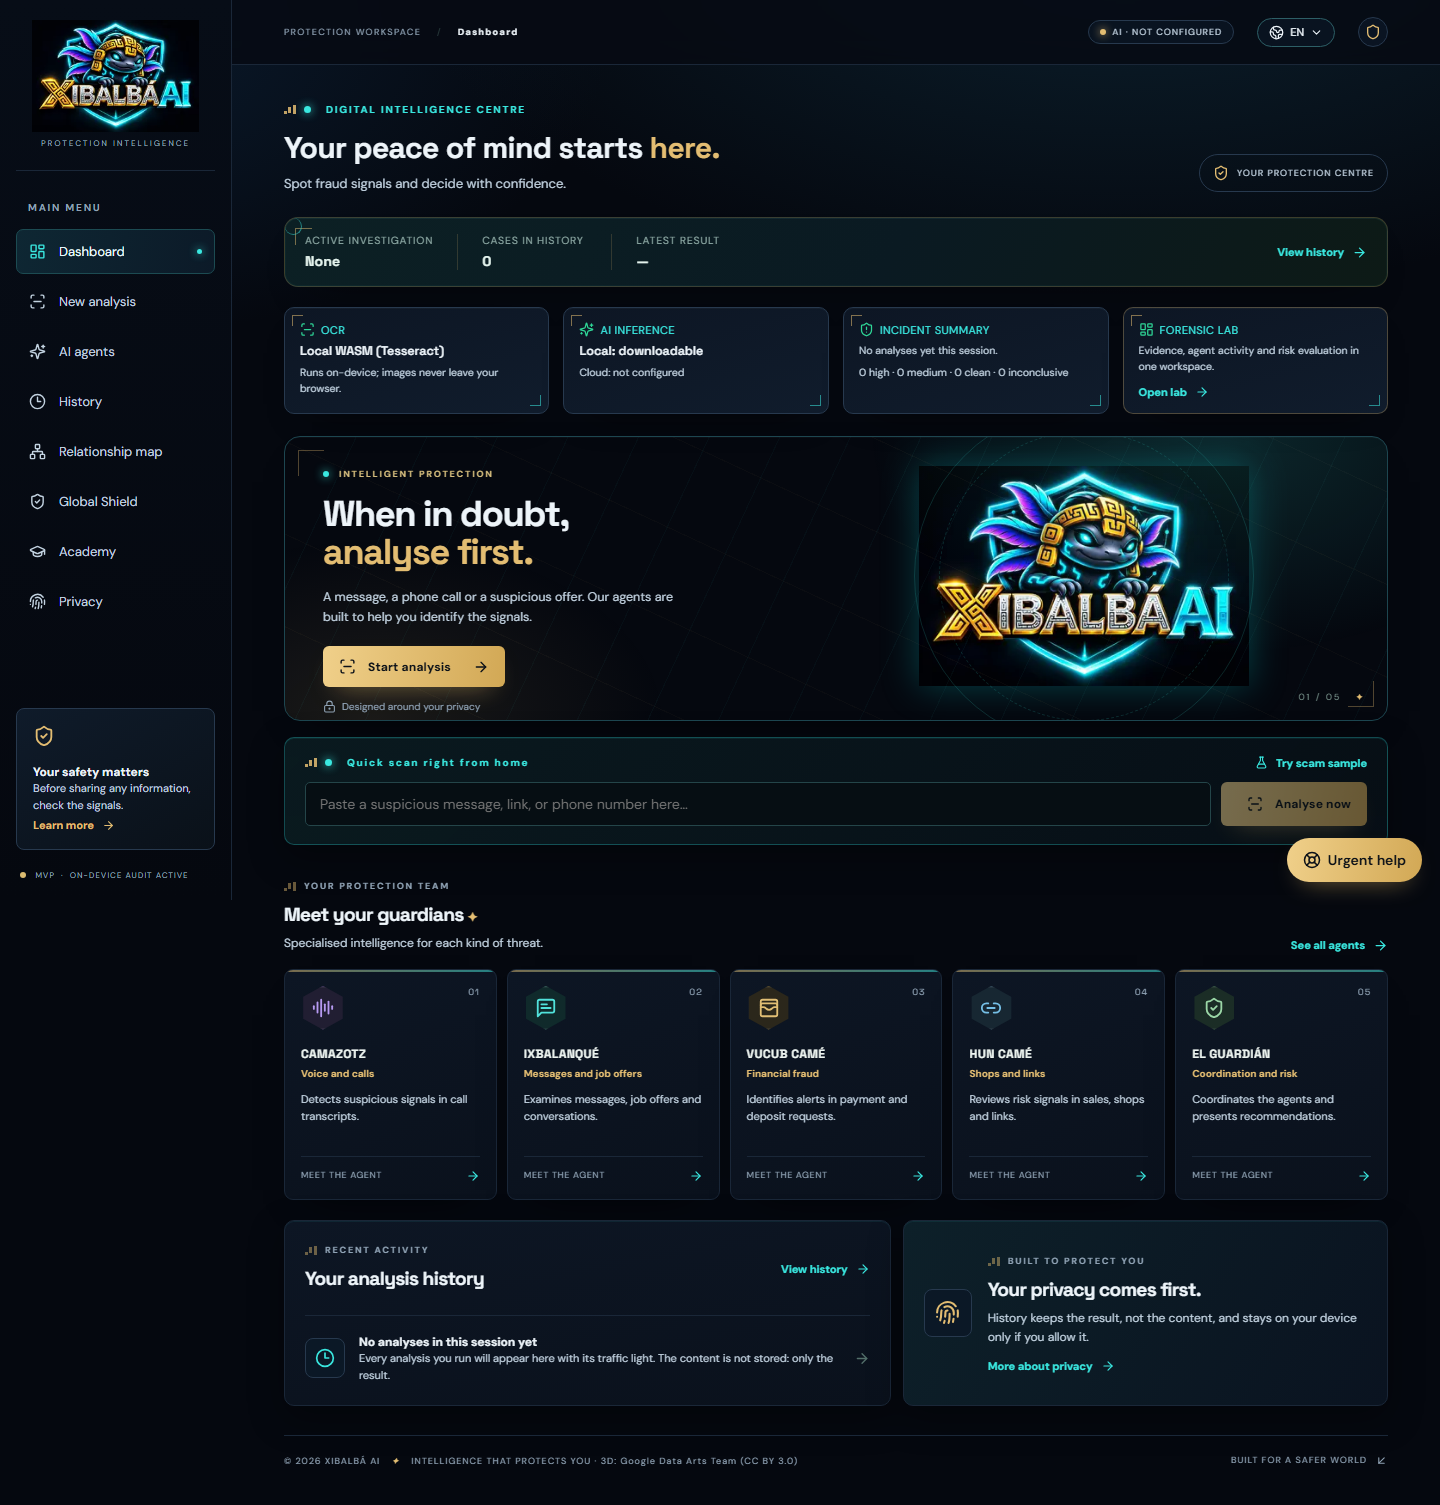 XIBALBÁ AI
PROTECTION INTELLIGENCE
MAIN MENU
Dashboard
New analysis
AI agents
History
Relationship map
Global Shield
Academy
Privacy
Your safety matters
Before sharing any information,
check the signals.
Learn more
MVP · ON-DEVICE AUDIT ACTIVE
PROTECTION WORKSPACE / Dashboard
AI · NOT CONFIGURED
EN
DIGITAL INTELLIGENCE CENTRE
Your peace of mind starts here.
Spot fraud signals and decide with confidence.
YOUR PROTECTION CENTRE
ACTIVE INVESTIGATION
None
CASES IN HISTORY
0
LATEST RESULT
—
View history
OCR
Local WASM (Tesseract)
Runs on-device; images never leave your
browser.
AI INFERENCE
Local: downloadable
Cloud: not configured
INCIDENT SUMMARY
No analyses yet this session.
0 high · 0 medium · 0 clean · 0 inconclusive
FORENSIC LAB
Evidence, agent activity and risk evaluation in
one workspace.
Open lab
INTELLIGENT PROTECTION
When in doubt,
analyse first.
A message, a phone call or a suspicious offer. Our agents are
built to help you identify the signals.
Start analysis
Designed around your privacy
XIBALBÁ AI
01 / 05
Quick scan right from home
Try scam sample
Paste a suspicious message, link, or phone number here...
Analyse now
Urgent help
YOUR PROTECTION TEAM
Meet your guardians
Specialised intelligence for each kind of threat.
See all agents
01
CAMAZOTZ
Voice and calls
Detects suspicious signals in call
transcripts.
MEET THE AGENT
02
IXBALANQUÉ
Messages and job offers
Examines messages, job offers and
conversations.
MEET THE AGENT
03
VUCUB CAMÉ
Financial fraud
Identifies alerts in payment and
deposit requests.
MEET THE AGENT
04
HUN CAMÉ
Shops and links
Reviews risk signals in sales, shops
and links.
MEET THE AGENT
05
EL GUARDIÁN
Coordination and risk
Coordinates the agents and
presents recommendations.
MEET THE AGENT
RECENT ACTIVITY
Your analysis history
View history
No analyses in this session yet
Every analysis you run will appear here with its traffic light. The content is not stored: only the
result.
BUILT TO PROTECT YOU
Your privacy comes first.
History keeps the result, not the content, and stays on your device
only if you allow it.
More about privacy
© 2026 XIBALBÁ AI ✦ INTELLIGENCE THAT PROTECTS YOU · 3D: Google Data Arts Team (CC BY 3.0)
BUILT FOR A SAFER WORLD